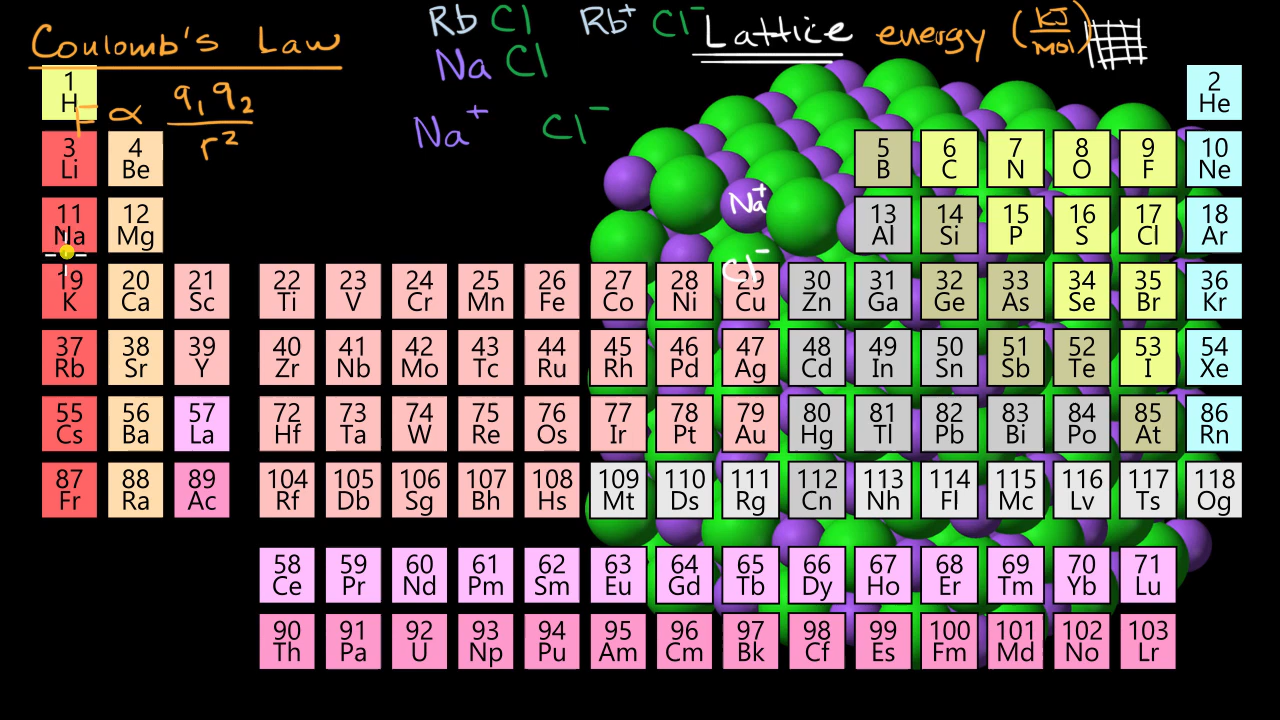 Rb Cl Rb⁺ Cl⁻
Coulomb's Law
Lattice energy (kJ/mol)
Na Cl
F ∝ q₁q₂/r²
Na⁺ Cl⁻
1 H
2 He
3 Li
4 Be
5 B
6 C
7 N
8 O
9 F
10 Ne
Na⁺
11 Na
12 Mg
13 Al
14 Si
15 P
16 S
17 Cl
18 Ar
Cl⁻
19 K
20 Ca
21 Sc
22 Ti
23 V
24 Cr
25 Mn
26 Fe
27 Co
28 Ni
29 Cu
30 Zn
31 Ga
32 Ge
33 As
34 Se
35 Br
36 Kr
37 Rb
38 Sr
39 Y
40 Zr
41 Nb
42 Mo
43 Tc
44 Ru
45 Rh
46 Pd
47 Ag
48 Cd
49 In
50 Sn
51 Sb
52 Te
53 I
54 Xe
55 Cs
56 Ba
57 La
72 Hf
73 Ta
74 W
75 Re
76 Os
77 Ir
78 Pt
79 Au
80 Hg
81 Tl
82 Pb
83 Bi
84 Po
85 At
86 Rn
87 Fr
88 Ra
89 Ac
104 Rf
105 Db
106 Sg
107 Bh
108 Hs
109 Mt
110 Ds
111 Rg
112 Cn
113 Nh
114 Fl
115 Mc
116 Lv
117 Ts
118 Og
58 Ce
59 Pr
60 Nd
61 Pm
62 Sm
63 Eu
64 Gd
65 Tb
66 Dy
67 Ho
68 Er
69 Tm
70 Yb
71 Lu
90 Th
91 Pa
92 U
93 Np
94 Pu
95 Am
96 Cm
97 Bk
98 Cf
99 Es
100 Fm
101 Md
102 No
103 Lr